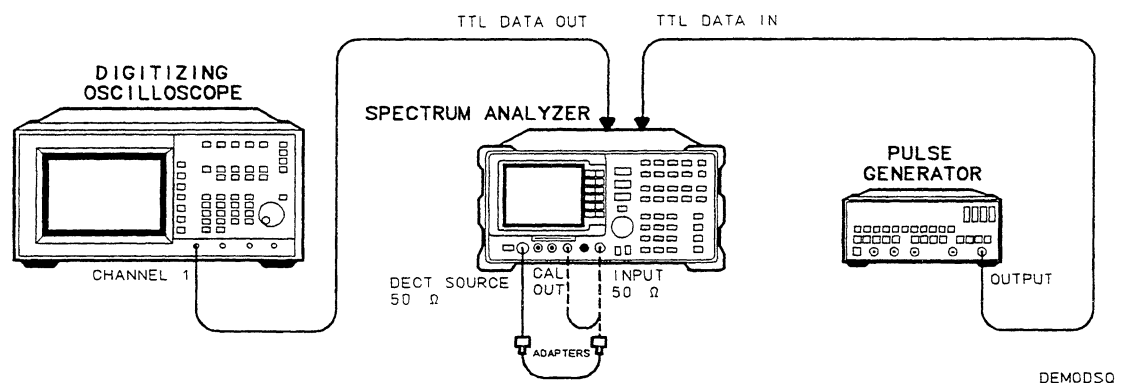 TTL DATA OUT
TTL DATA IN
DIGITIZING
OSCILLOSCOPE
SPECTRUM ANALYZER
PULSE
GENERATOR
CHANNEL 1
DECT SOURCE
50 Ω
CAL
OUT
INPUT
50 Ω
OUTPUT
ADAPTERS
DEMODSQ